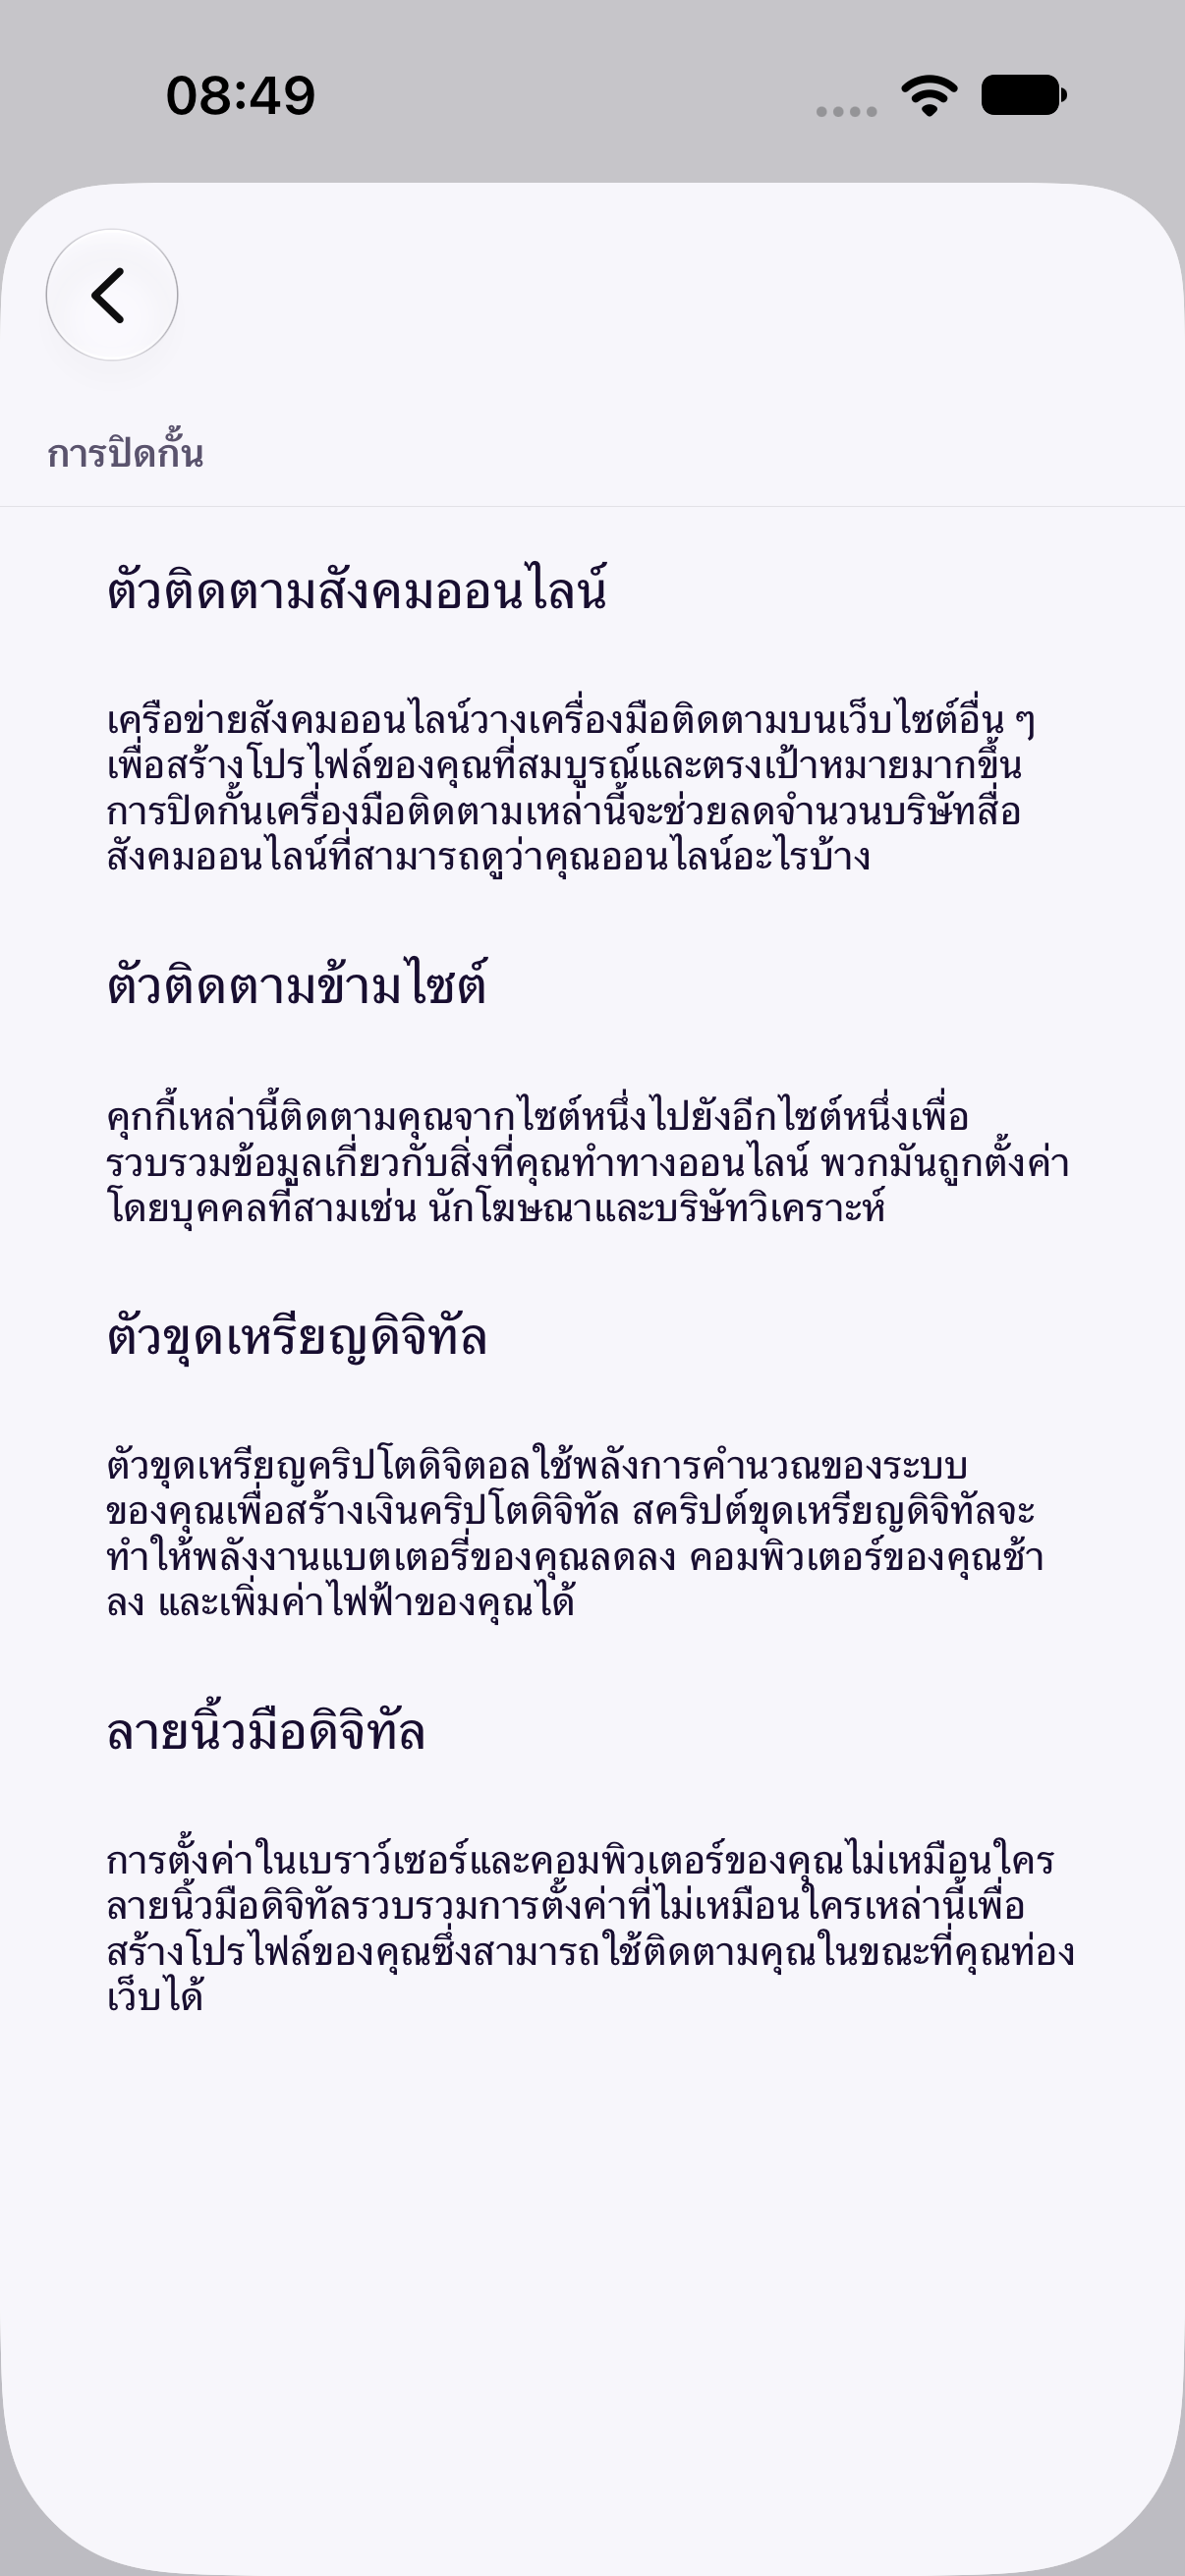 08:49
การปิดกั้น
ตัวติดตามสังคมออนไลน์
เครือข่ายสังคมออนไลน์วางเครื่องมือติดตามบนเว็บไซต์อื่น ๆ
เพื่อสร้างโปรไฟล์ของคุณที่สมบูรณ์และตรงเป้าหมายมากขึ้น
การปิดกั้นเครื่องมือติดตามเหล่านี้จะช่วยลดจำนวนบริษัทสื่อ
สังคมออนไลน์ที่สามารถดูว่าคุณออนไลน์อะไรบ้าง
ตัวติดตามข้ามไซต์
คุกกี้เหล่านี้ติดตามคุณจากไซต์หนึ่งไปยังอีกไซต์หนึ่งเพื่อ
รวบรวมข้อมูลเกี่ยวกับสิ่งที่คุณทำทางออนไลน์ พวกมันถูกตั้งค่า
โดยบุคคลที่สามเช่น นักโฆษณาและบริษัทวิเคราะห์
ตัวขุดเหรียญดิจิทัล
ตัวขุดเหรียญคริปโตดิจิตอลใช้พลังการคำนวณของระบบ
ของคุณเพื่อสร้างเงินคริปโตดิจิทัล สคริปต์ขุดเหรียญดิจิทัลจะ
ทำให้พลังงานแบตเตอรี่ของคุณลดลง คอมพิวเตอร์ของคุณช้า
ลง และเพิ่มค่าไฟฟ้าของคุณได้
ลายนิ้วมือดิจิทัล
การตั้งค่าในเบราว์เซอร์และคอมพิวเตอร์ของคุณไม่เหมือนใคร
ลายนิ้วมือดิจิทัลรวบรวมการตั้งค่าที่ไม่เหมือนใครเหล่านี้เพื่อ
สร้างโปรไฟล์ของคุณซึ่งสามารถใช้ติดตามคุณในขณะที่คุณท่อง
เว็บได้